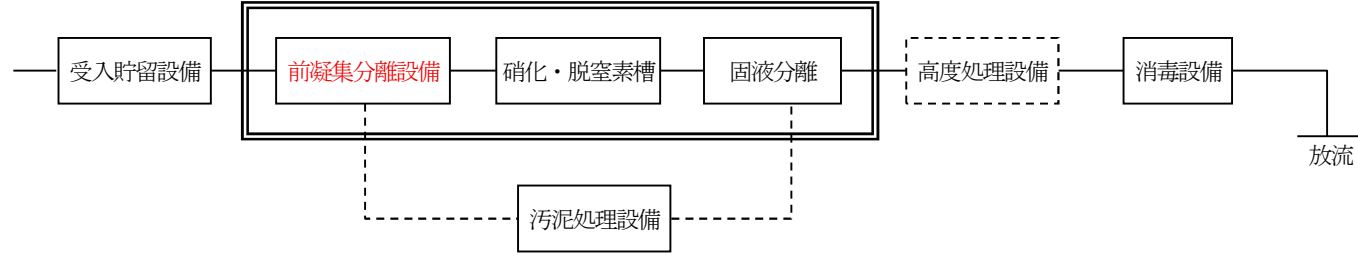 受入貯留設備
前凝集分離設備
硝化・脱窒素槽
固液分離
高度処理設備
消毒設備
放流
汚泥処理設備